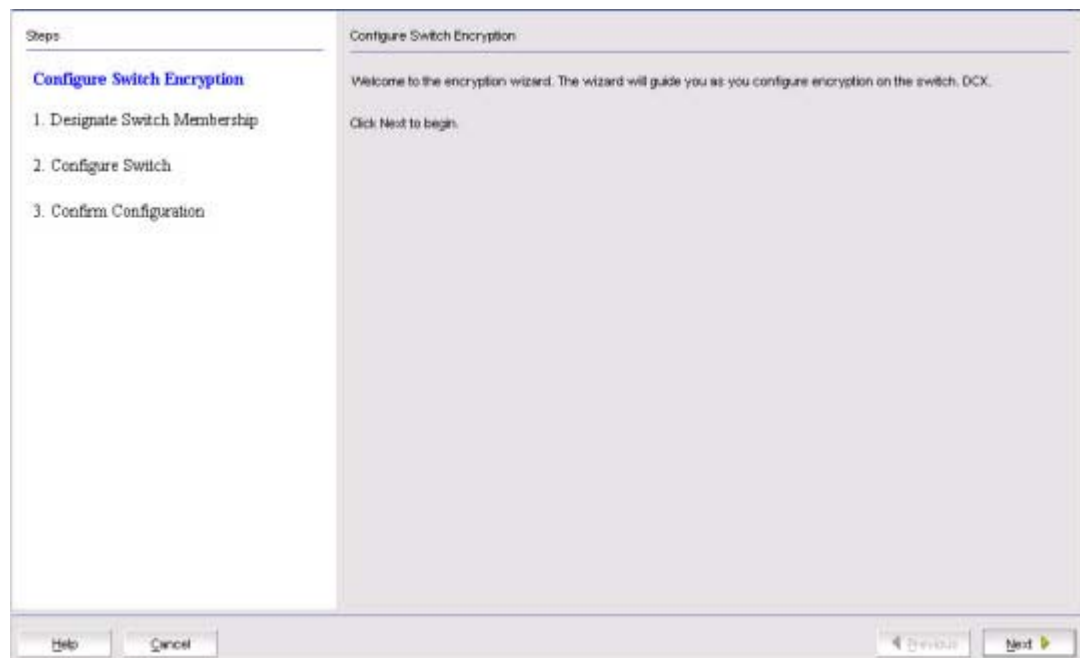 Steps
Configure Switch Encryption
1. Designate Switch Membership
2. Configure Switch
3. Confirm Configuration
Configure Switch Encryption
Welcome to the encryption wizard. The wizard will guide you as you configure encryption on the switch, DCX.
Click Next to begin.
Help
Cancel
Previous
Next